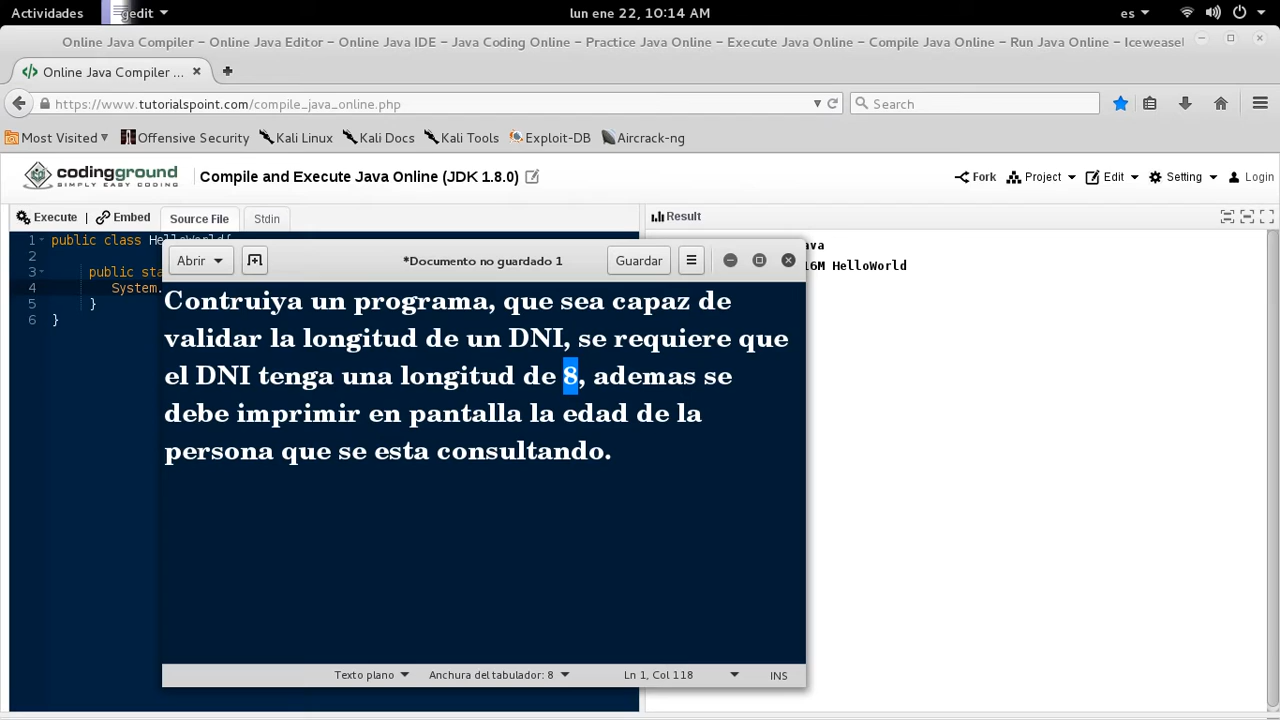 Actividades gedit lun ene 22, 10:14 AM es
Online Java Compiler – Online Java Editor – Online Java IDE – Java Coding Online – Practice Java Online – Execute Java Online – Compile Java Online – Run Java Online – Iceweasel
Online Java Compiler ...
https://www.tutorialspoint.com/compile_java_online.php Search
Most Visited Offensive Security Kali Linux Kali Docs Kali Tools Exploit-DB Aircrack-ng
codingground Compile and Execute Java Online (JDK 1.8.0) Fork Project Edit Setting Login
SIMPLY EASY CODING
Execute | Embed Source File Stdin Result
1 public class HelloWorld{
2
3 public sta
4 System.
5 }
6 }
ava
16M HelloWorld
Abrir *Documento no guardado 1 Guardar
Contruiya un programa, que sea capaz de
validar la longitud de un DNI, se requiere que
el DNI tenga una longitud de 8, ademas se
debe imprimir en pantalla la edad de la
persona que se esta consultando.
Texto plano Anchura del tabulador: 8 Ln 1, Col 118 INS